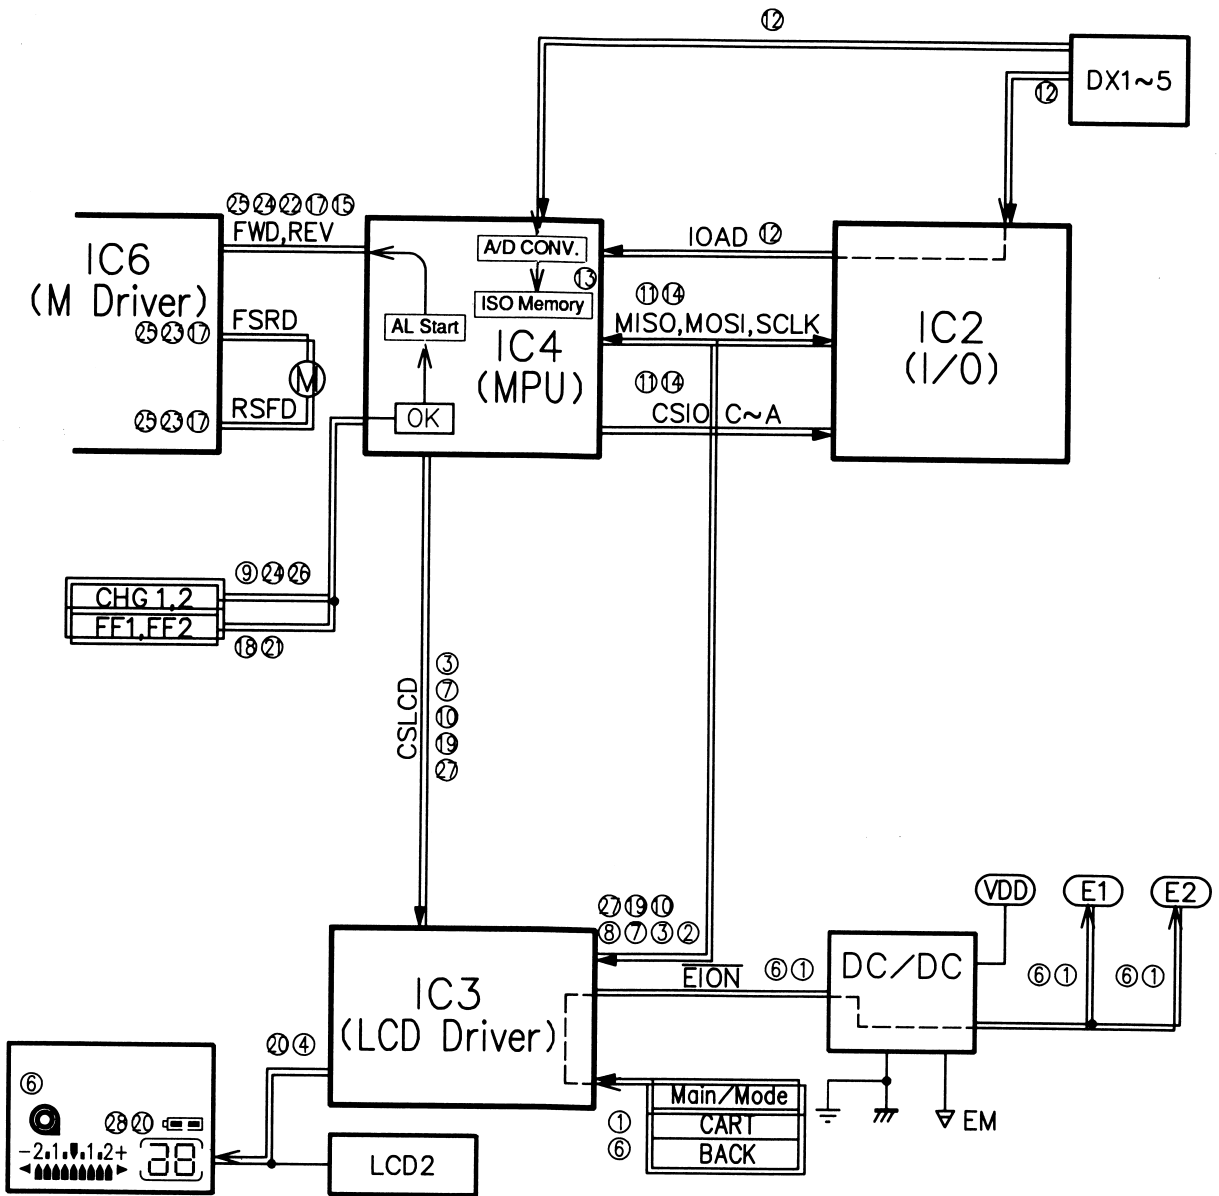 ⑫
DX1~5
⑫
㉕㉔㉒⑰⑮
FWD,REV
IC6
(M Driver)
FSRD
㉕㉓⑰
M
RSFD
㉕㉓⑰
A/D CONV.
⑬
ISO Memory
AL Start
IC4
(MPU)
OK
IOAD ⑫
⑪⑭
MISO,MOSI,SCLK
⑪⑭
CSIO C~A
IC2
(I/O)
⑨㉔㉖
CHG 1,2
FF1,FF2
⑱㉑
CSLCD
③
⑦
⑩
⑲
㉗
㉗⑲⑩
⑧⑦③②
EION ⑥①
IC3
(LCD Driver)
VDD
E1
E2
DC/DC
⑥①
⑥①
EM
Main/Mode
CART
BACK
①
⑥
⑳④
⑥
㉘⑳
-2.1.▼.1.2+
◀ ▶
38
LCD2